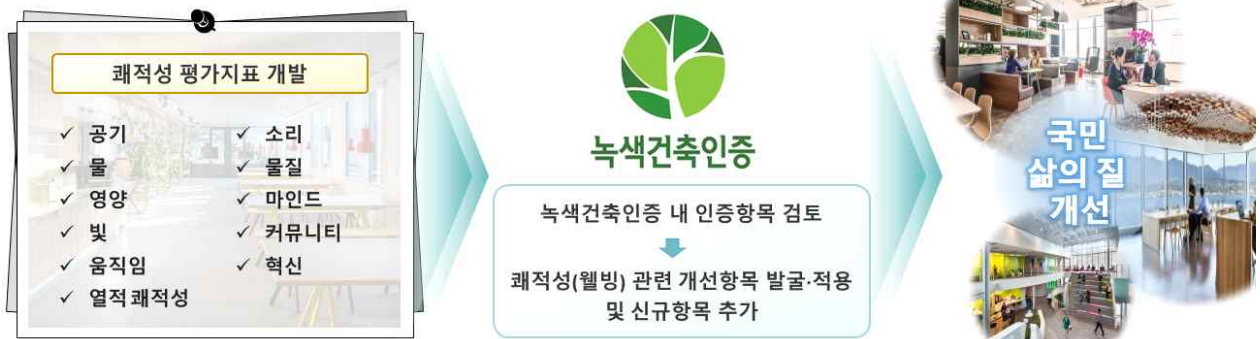 쾌적성 평가지표 개발
✓ 공기
✓ 물
✓ 영양
✓ 빛
✓ 움직임
✓ 열적쾌적성
✓ 소리
✓ 물질
✓ 마인드
✓ 커뮤니티
✓ 혁신
녹색건축인증
녹색건축인증 내 인증항목 검토
쾌적성(웰빙) 관련 개선항목 발굴·적용
및 신규항목 추가
국민
삶의 질
개선